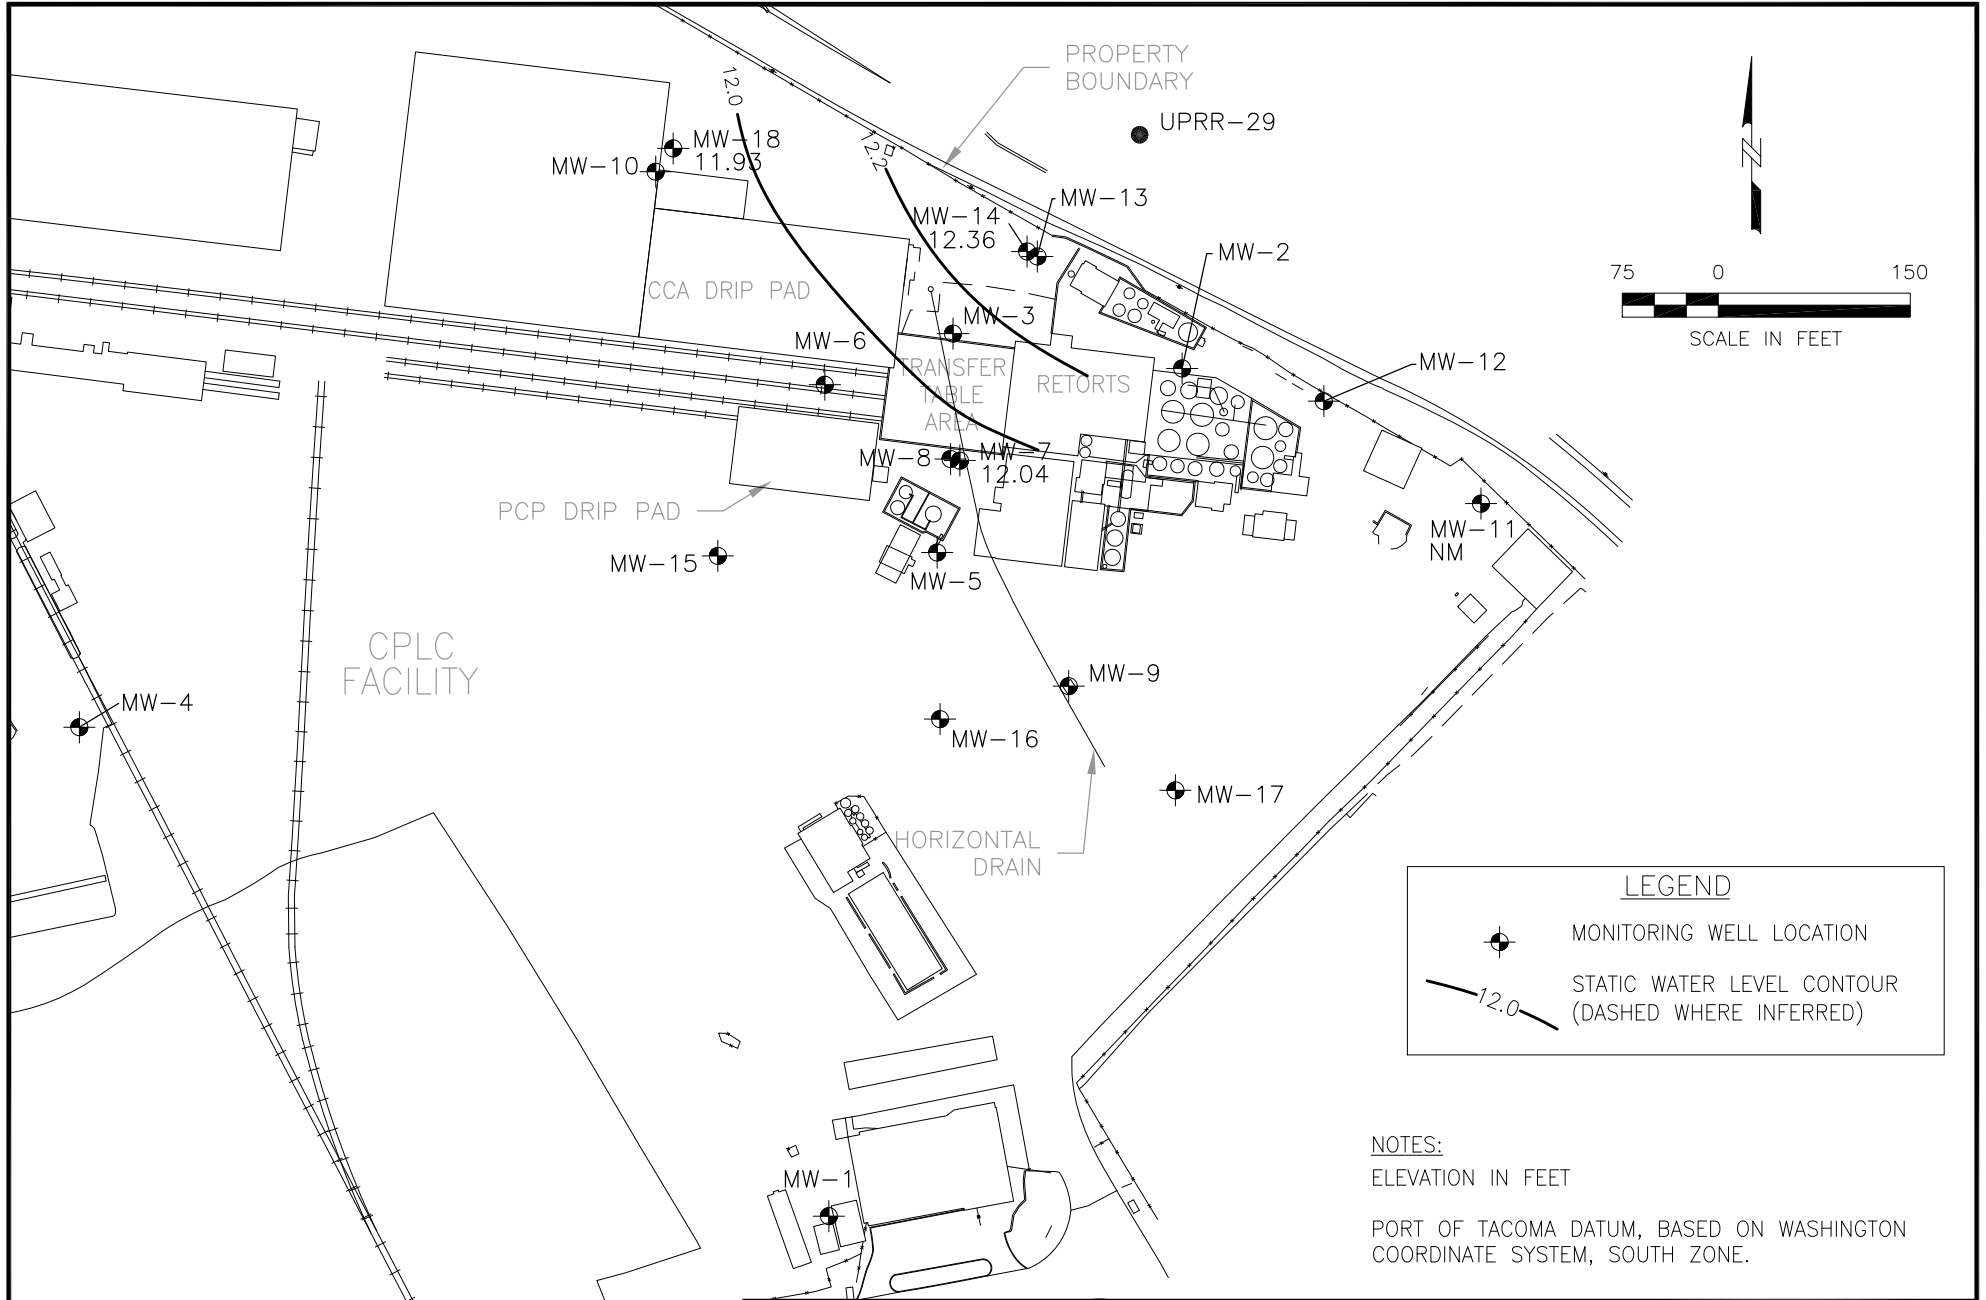 PROPERTY
BOUNDARY
12.0
UPRR-29
MW-18
11.93
MW-10
12.2
MW-13
MW-14
12.36
MW-2
75 0 150
SCALE IN FEET
N
CCA DRIP PAD
MW-3
MW-6
MW-12
TRANSFER
TABLE
AREA
RETORTS
MW-8
MW-7
12.04
PCP DRIP PAD
MW-11
NM
MW-15
MW-5
CPLC
FACILITY
MW-9
MW-4
MW-16
MW-17
HORIZONTAL
DRAIN
LEGEND
MONITORING WELL LOCATION
12.0
STATIC WATER LEVEL CONTOUR
(DASHED WHERE INFERRED)
MW-1
NOTES:
ELEVATION IN FEET
PORT OF TACOMA DATUM, BASED ON WASHINGTON
COORDINATE SYSTEM, SOUTH ZONE.